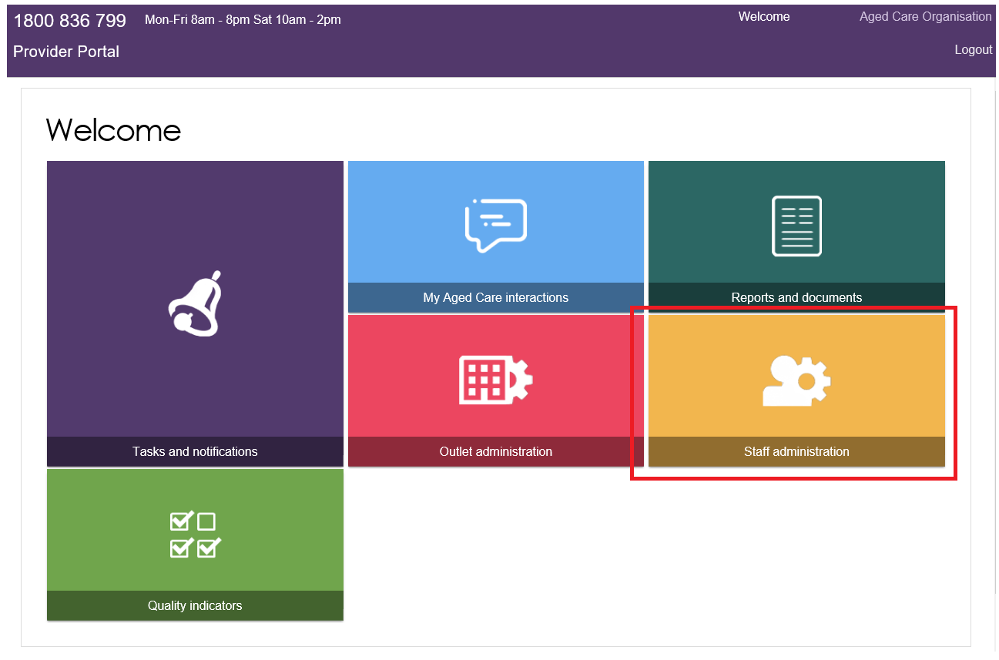 1800 836 799 Mon-Fri 8am - 8pm Sat 10am - 2pm Welcome Aged Care Organisation
Provider Portal Logout
Welcome
My Aged Care interactions Reports and documents
Tasks and notifications Outlet administration Staff administration
Quality indicators